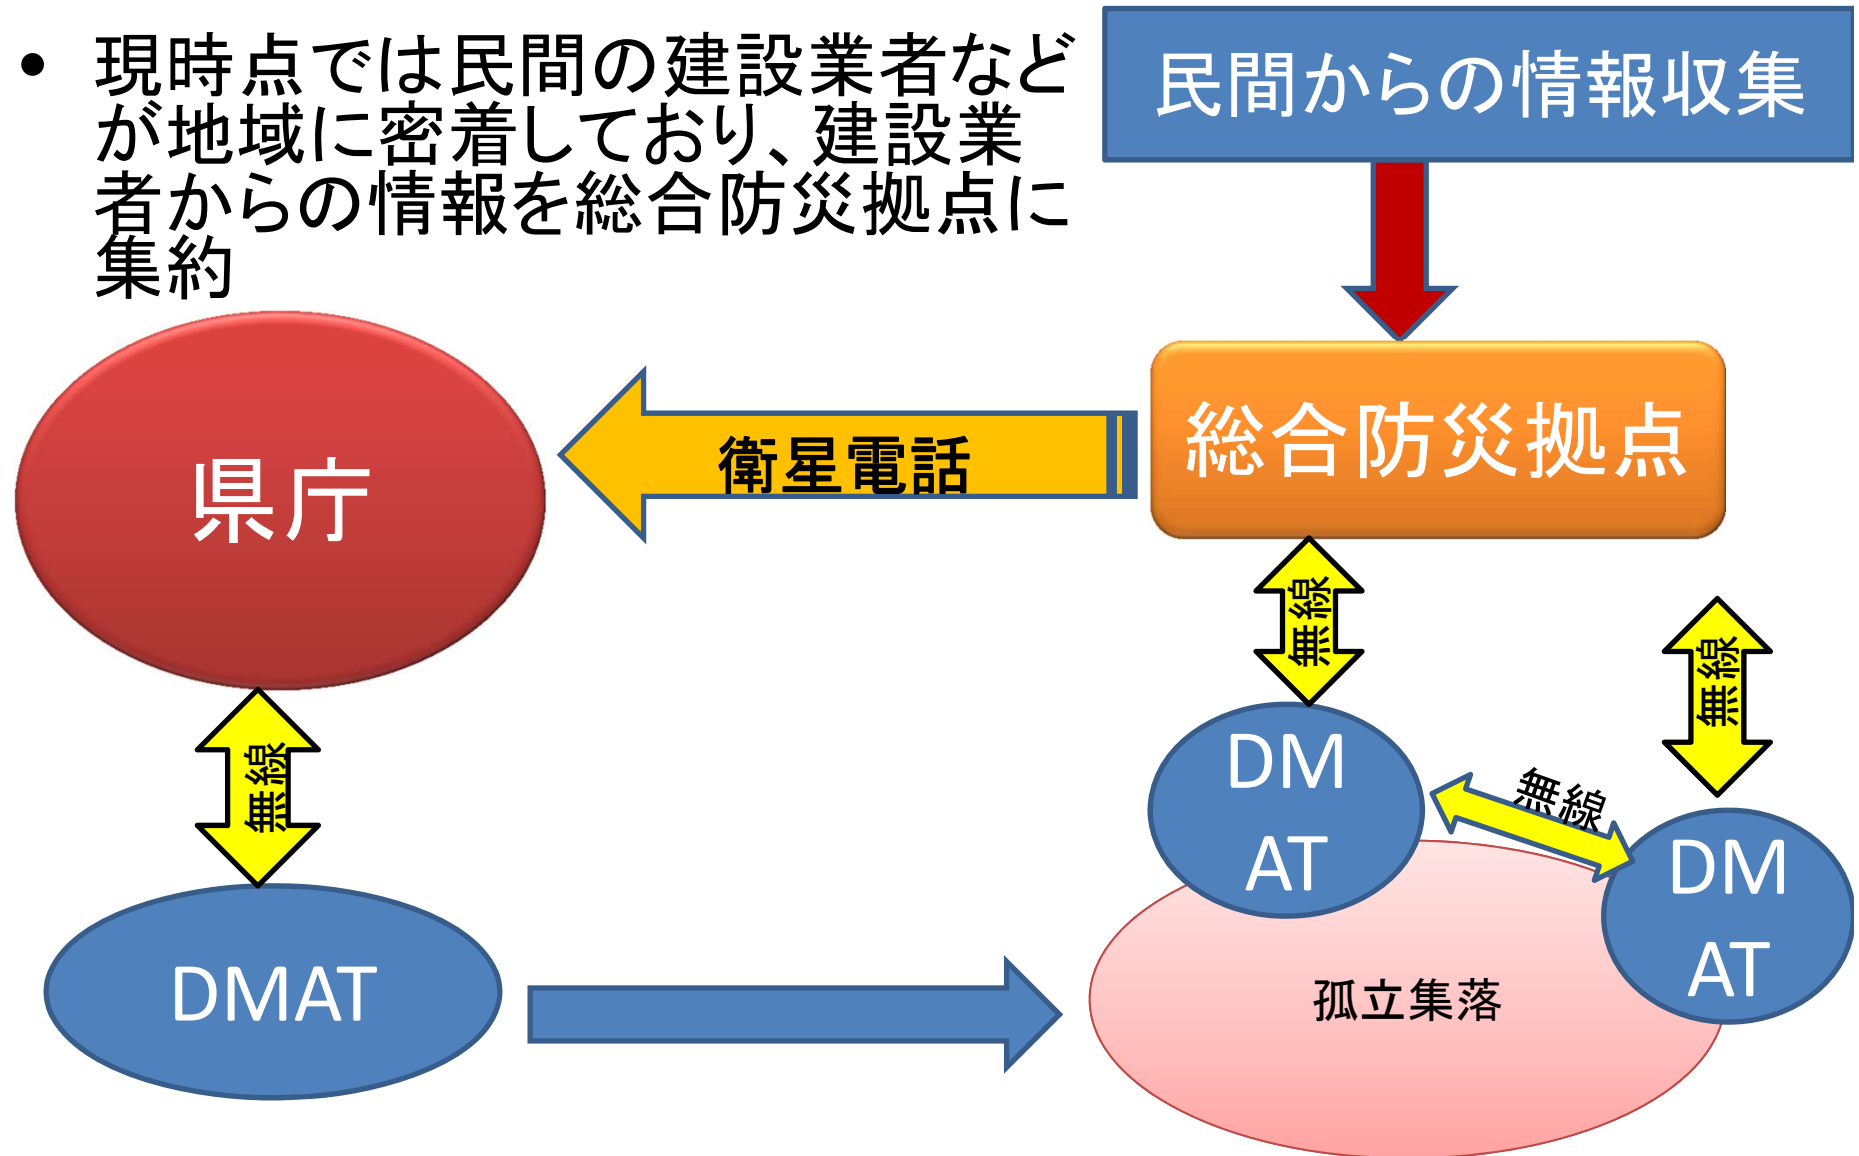 • 現時点では民間の建設業者など
が地域に密着しており、建設業
者からの情報を総合防災拠点に
集約
民間からの情報収集
総合防災拠点
衛星電話
県庁
無線
無線
無線
無線
DM
AT
DM
AT
DMAT
孤立集落